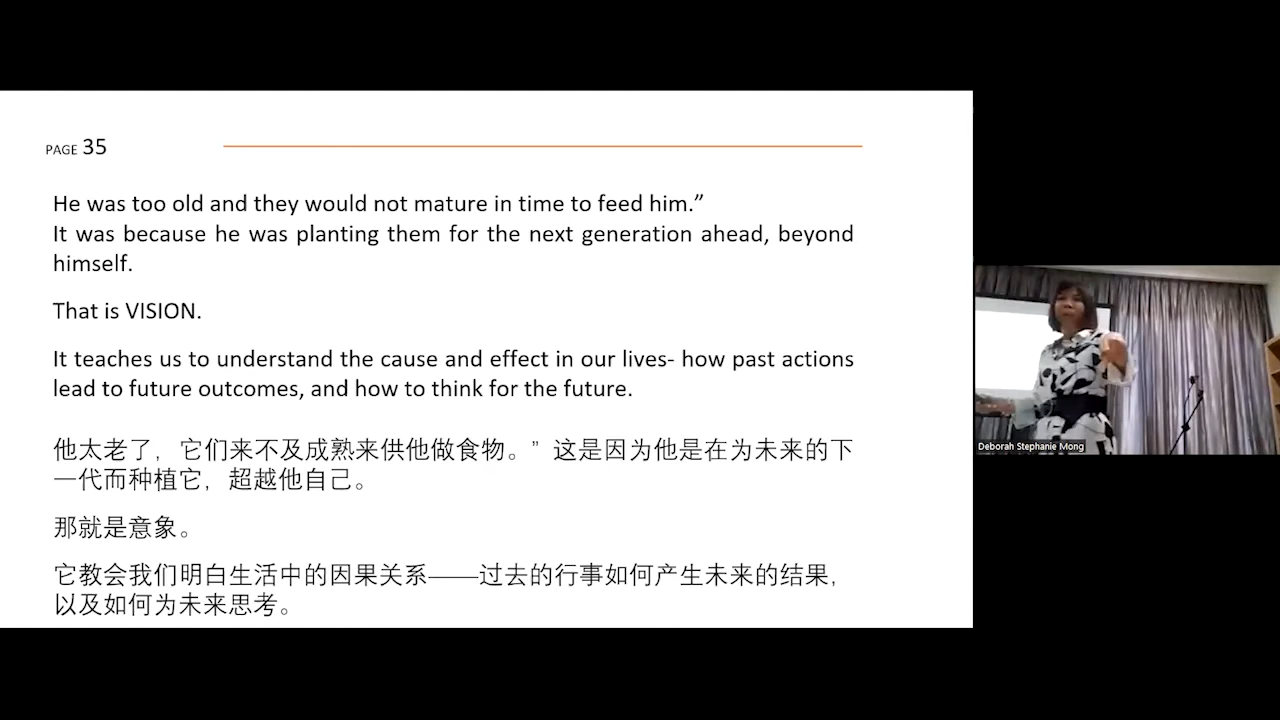 PAGE 35
He was too old and they would not mature in time to feed him.”
It was because he was planting them for the next generation ahead, beyond
himself.
That is VISION.
It teaches us to understand the cause and effect in our lives- how past actions
lead to future outcomes, and how to think for the future.
他太老了，它们来不及成熟来供他做食物。”这是因为他是在为未来的下
一代而种植它，超越他自己。
那就是意象。
它教会我们明白生活中的因果关系——过去的行事如何产生未来的结果，
以及如何为未来思考。
Deborah Stephanie Mong